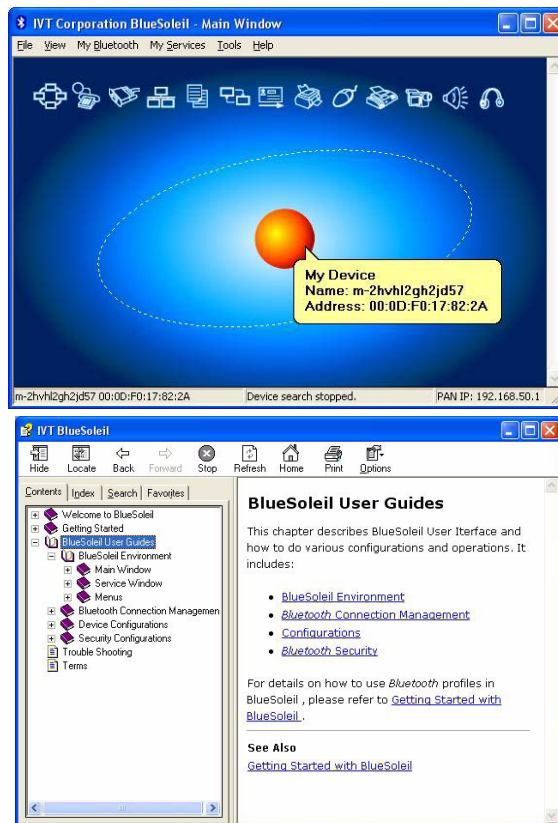 IVT Corporation BlueSoleil - Main Window
File View My Bluetooth My Services Tools Help
My Device
Name: m-2hvhl2gh2jd57
Address: 00:0D:F0:17:82:2A
m-2hvhl2gh2jd57 00:0D:F0:17:82:2A Device search stopped. PAN IP: 192.168.50.1
IVT BlueSoleil
Hide Locate Back Forward Stop Refresh Home Print Options
Contents Index Search Favorites
Welcome to BlueSoleil
Getting Started
BlueSoleil User Guides
BlueSoleil Environment
Main Window
Service Window
Menus
Bluetooth Connection Managemen
Device Configurations
Security Configurations
Trouble Shooting
Terms
BlueSoleil User Guides
This chapter describes BlueSoleil User Iterface and
how to do various configurations and operations. It
includes:
BlueSoleil Environment
Bluetooth Connection Management
Configurations
Bluetooth Security
For details on how to use Bluetooth profiles in
BlueSoleil , please refer to Getting Started with
BlueSoleil .
See Also
Getting Started with BlueSoleil